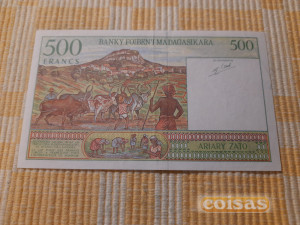 500 BANKY FOIBEN'I MADAGASIKARA 500
FRANCS
ARIARY ZATO
coisas